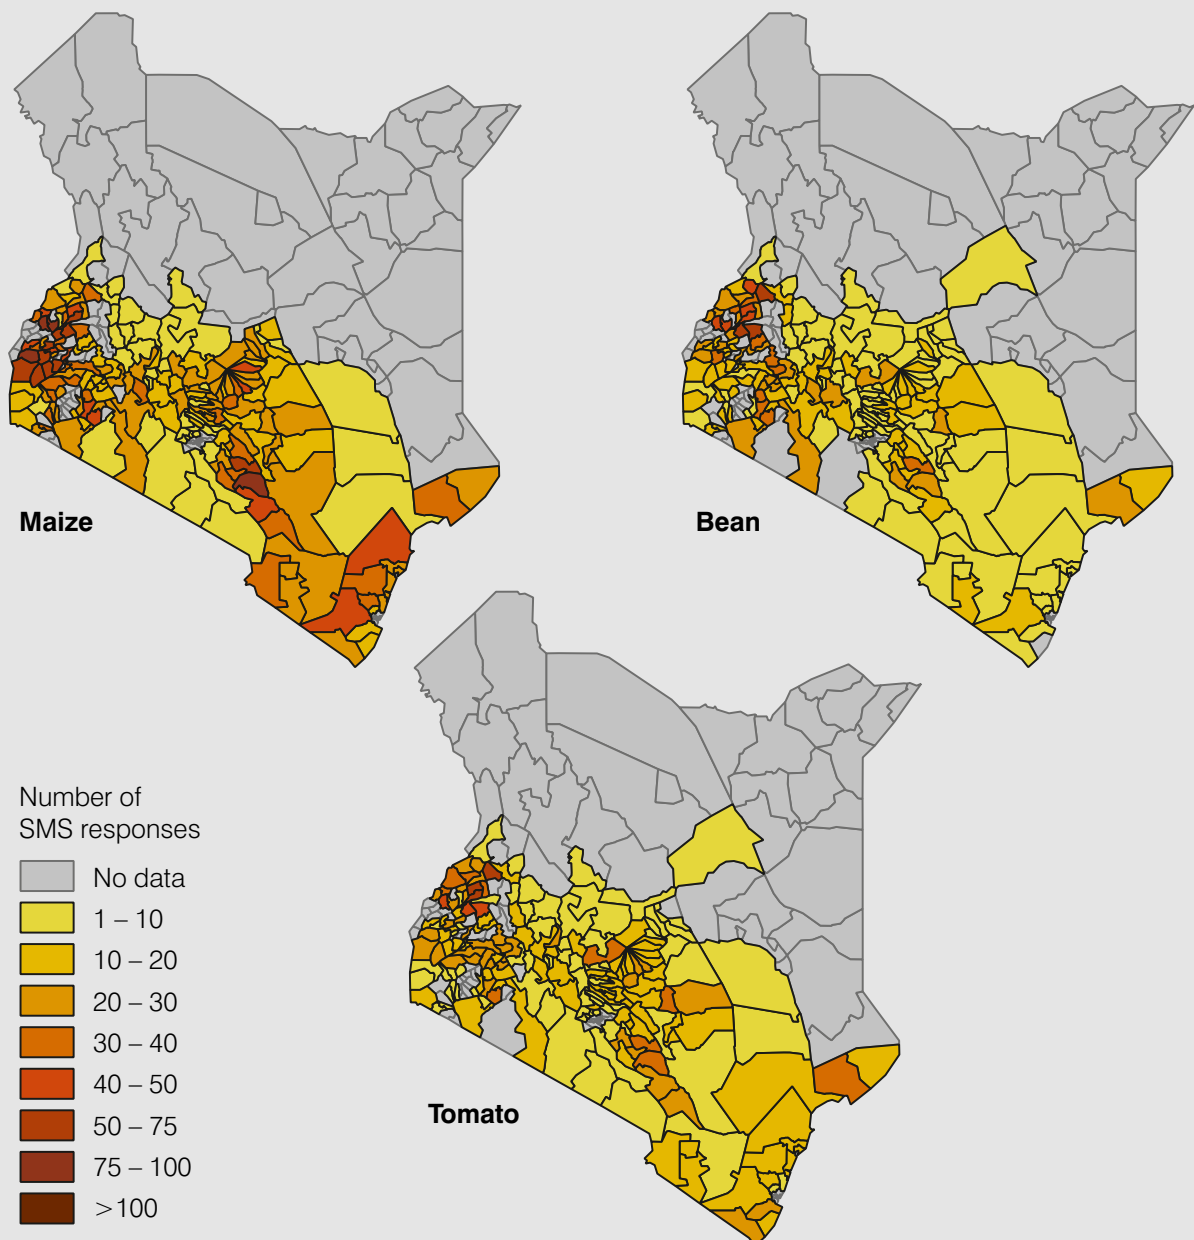 Maize
Bean
Tomato
Number of
SMS responses
No data
1 – 10
10 – 20
20 – 30
30 – 40
40 – 50
50 – 75
75 – 100
>100